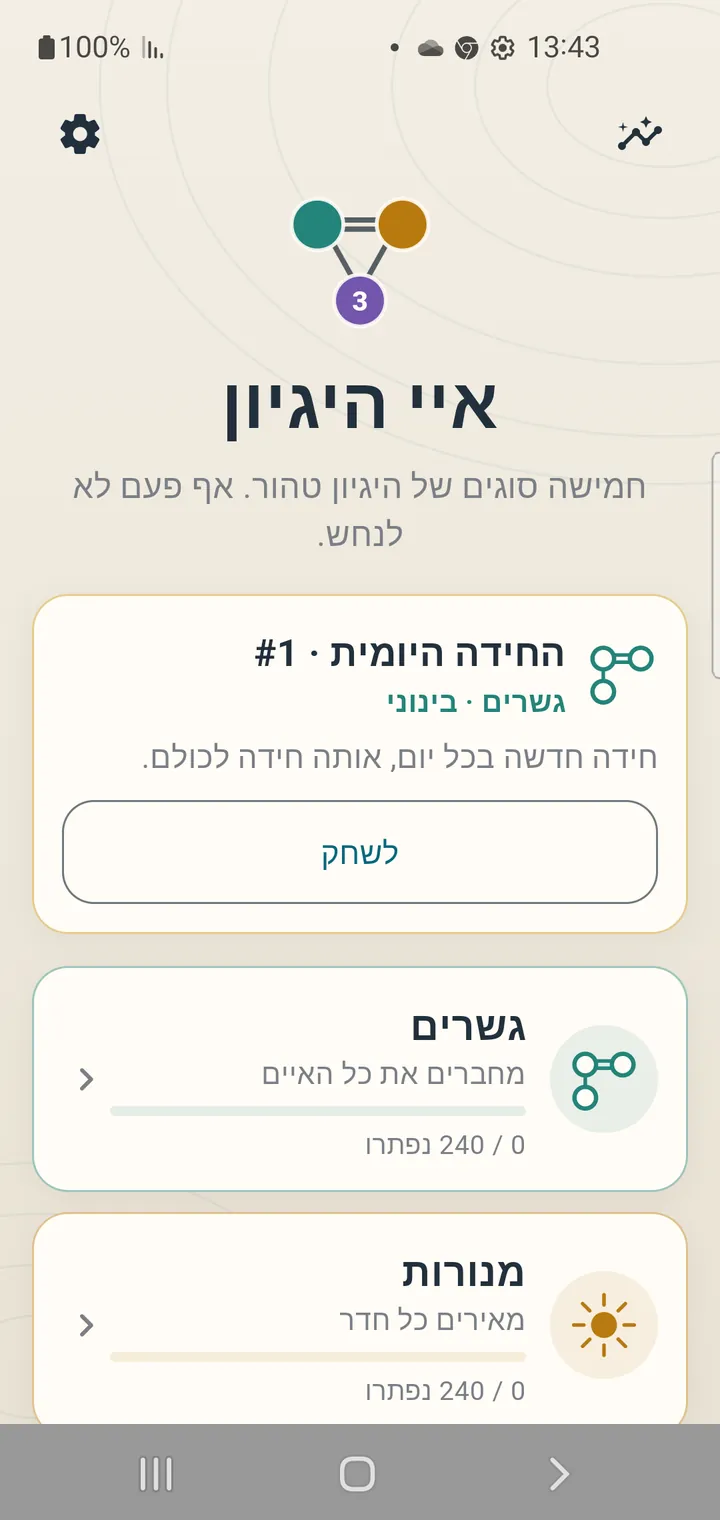 100%
13:43
3
איי היגיון
חמישה סוגים של היגיון טהור. אף פעם לא
לנחש.
החידה היומית · #1
גשרים · בינוני
חידה חדשה בכל יום, אותה חידה לכולם.
לשחק
גשרים
מחברים את כל האיים
0 / 240 נפתרו
מנורות
מאירים כל חדר
0 / 240 נפתרו